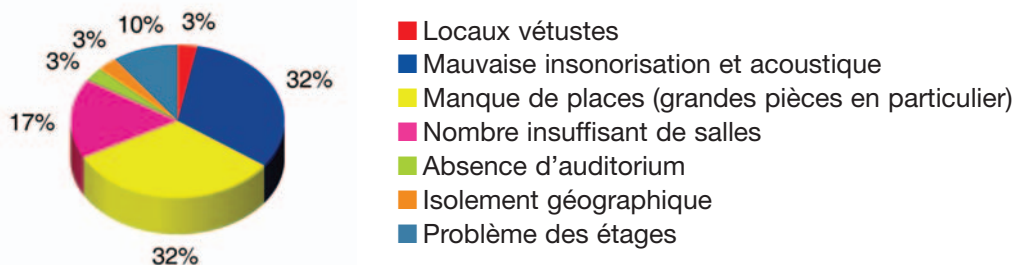 10%
3%
3%
3%
32%
17%
32%
Locaux vétustes
Mauvaise insonorisation et acoustique
Manque de places (grandes pièces en particulier)
Nombre insuffisant de salles
Absence d'auditorium
Isolement géographique
Problème des étages